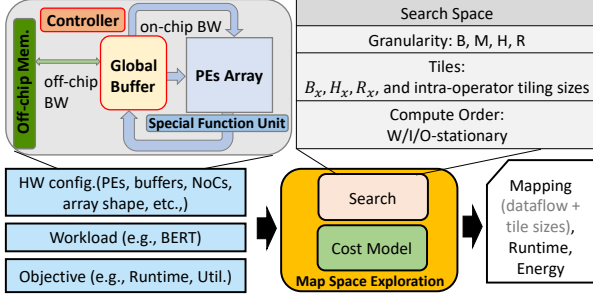 Controller
on-chip BW
Off-chip Mem.
off-chip
BW
Global
Buffer
PEs Array
Special Function Unit
Search Space
Granularity: B, M, H, R
Tiles:
Bx, Hx, Rx, and intra-operator tiling sizes
Compute Order:
W/I/O-stationary
HW config.(PEs, buffers, NoCs,
array shape, etc.,)
Workload (e.g., BERT)
Objective (e.g., Runtime, Util.)
Search
Cost Model
Map Space Exploration
Mapping
(dataflow +
tile sizes),
Runtime,
Energy